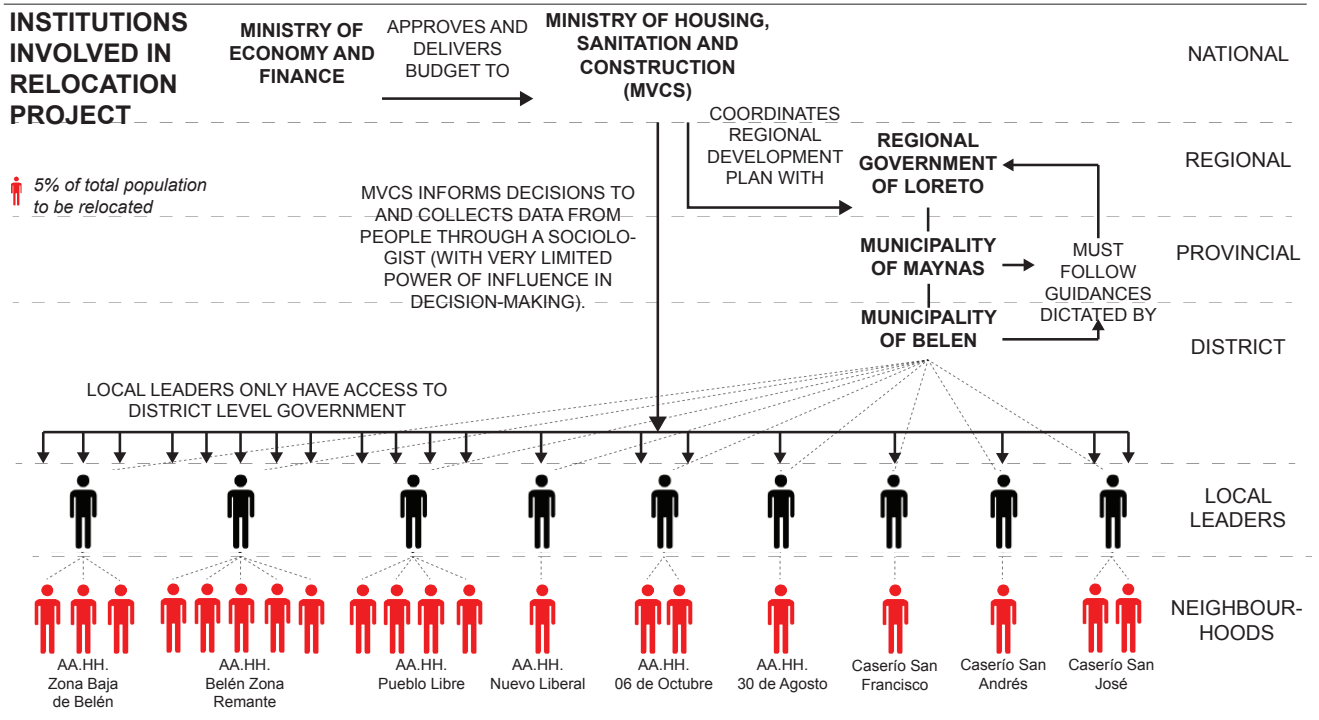 INSTITUTIONS
INVOLVED IN
RELOCATION
PROJECT
5% of total population
to be relocated
MINISTRY OF
ECONOMY AND
FINANCE
APPROVES AND
DELIVERS
BUDGET TO
MINISTRY OF HOUSING,
SANITATION AND
CONSTRUCTION
(MVCS)
NATIONAL
COORDINATES
REGIONAL
DEVELOPMENT
PLAN WITH
REGIONAL
GOVERNMENT
OF LORETO
REGIONAL
MVCS INFORMS DECISIONS TO
AND COLLECTS DATA FROM
PEOPLE THROUGH A SOCIOLO-
GIST (WITH VERY LIMITED
POWER OF INFLUENCE IN
DECISION-MAKING).
MUNICIPALITY
OF MAYNAS
MUST
FOLLOW
GUIDANCES
DICTATED BY
PROVINCIAL
MUNICIPALITY
OF BELEN
DISTRICT
LOCAL LEADERS ONLY HAVE ACCESS TO
DISTRICT LEVEL GOVERNMENT
LOCAL
LEADERS
NEIGHBOUR-
HOODS
AA.HH.
Zona Baja
de Belén
AA.HH.
Belén Zona
Remante
AA.HH.
Pueblo Libre
AA.HH.
Nuevo Liberal
AA.HH.
06 de Octubre
AA.HH.
30 de Agosto
Caserío San
Francisco
Caserío San
Andrés
Caserío San
José